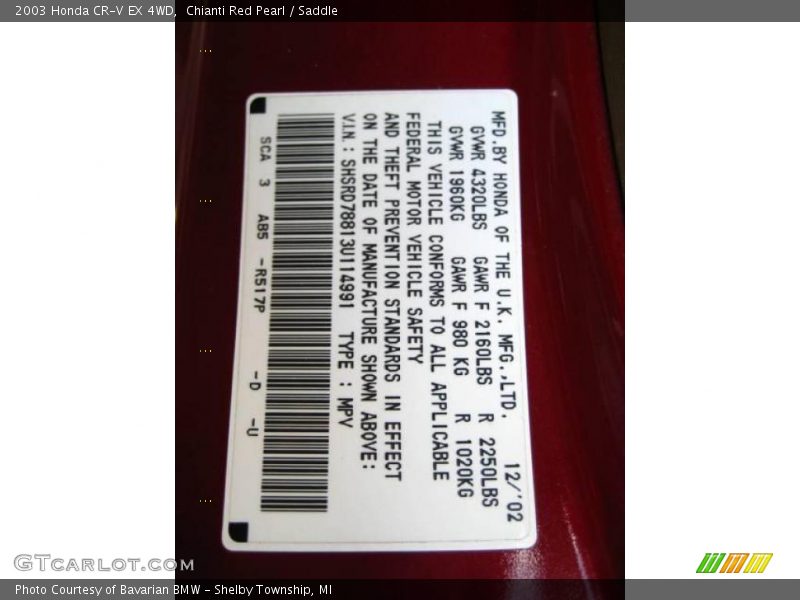 2003 Honda CR-V EX 4WD, Chianti Red Pearl / Saddle
MFD.BY HONDA OF THE U.K. MFG.,LTD. 12/'02
GVWR 4320LBS GAWR F 2160LBS R 2250LBS
GVWR 1960KG GAWR F 980 KG R 1020KG
THIS VEHICLE CONFORMS TO ALL APPLICABLE
FEDERAL MOTOR VEHICLE SAFETY
AND THEFT PREVENTION STANDARDS IN EFFECT
ON THE DATE OF MANUFACTURE SHOWN ABOVE:
V.I.N.: SHSRD78813U114991 TYPE : MPV
SCA 3 AB5 -R517P -D -U
GTcarlot.com
Photo Courtesy of Bavarian BMW - Shelby Township, MI